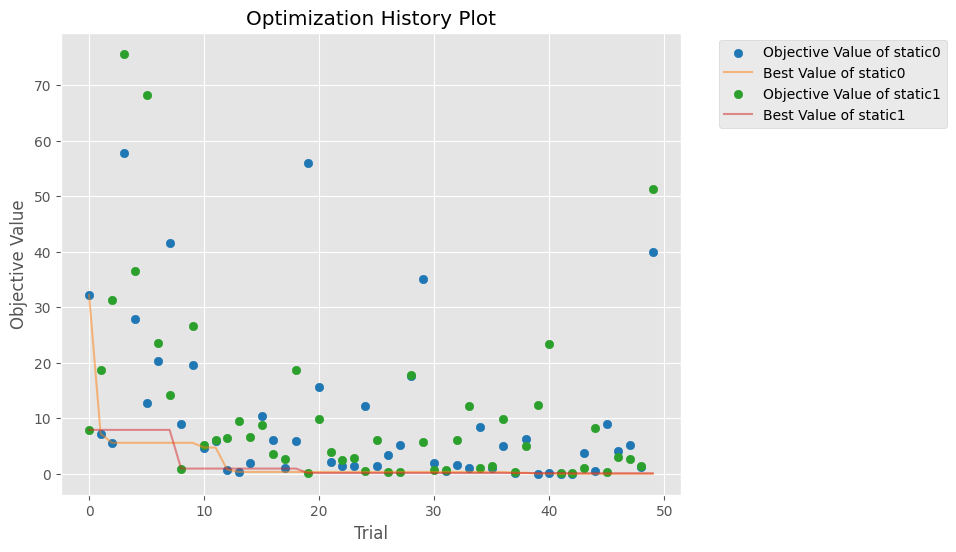 Optimization History Plot
Objective Value of static0
Best Value of static0
Objective Value of static1
Best Value of static1
Objective Value
70
60
50
40
30
20
10
0
0 10 20 30 40 50
Trial